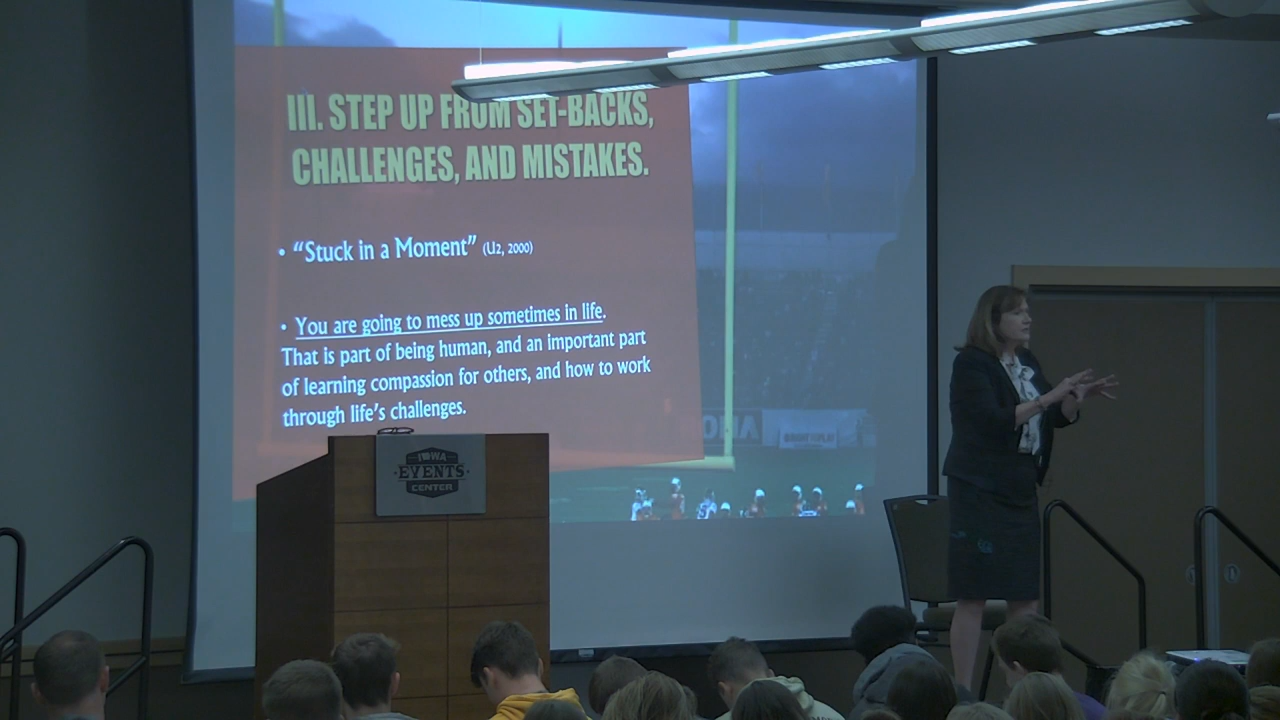 III. STEP UP FROM SET-BACKS,
CHALLENGES, AND MISTAKES.
• “Stuck in a Moment” (U2, 2000)
• You are going to mess up sometimes in life.
That is part of being human, and an important part
of learning compassion for others, and how to work
through life’s challenges.
IOWA
EVENTS
CENTER